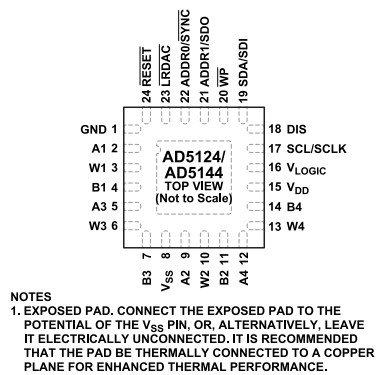 24 RESET
23 LRDAC
22 ADDR0/SYNC
21 ADDR1/SDO
20 WP
19 SDA/SDI
GND 1
A1 2
W1 3
B1 4
A3 5
W3 6
AD5124/
AD5144
TOP VIEW
(Not to Scale)
18 DIS
17 SCL/SCLK
16 VLOGIC
15 VDD
14 B4
13 W4
B3 7
VSS 8
A2 9
W2 10
B2 11
A4 12
NOTES
1. EXPOSED PAD. CONNECT THE EXPOSED PAD TO THE
POTENTIAL OF THE VSS PIN, OR, ALTERNATIVELY, LEAVE
IT ELECTRICALLY UNCONNECTED. IT IS RECOMMENDED
THAT THE PAD BE THERMALLY CONNECTED TO A COPPER
PLANE FOR ENHANCED THERMAL PERFORMANCE.